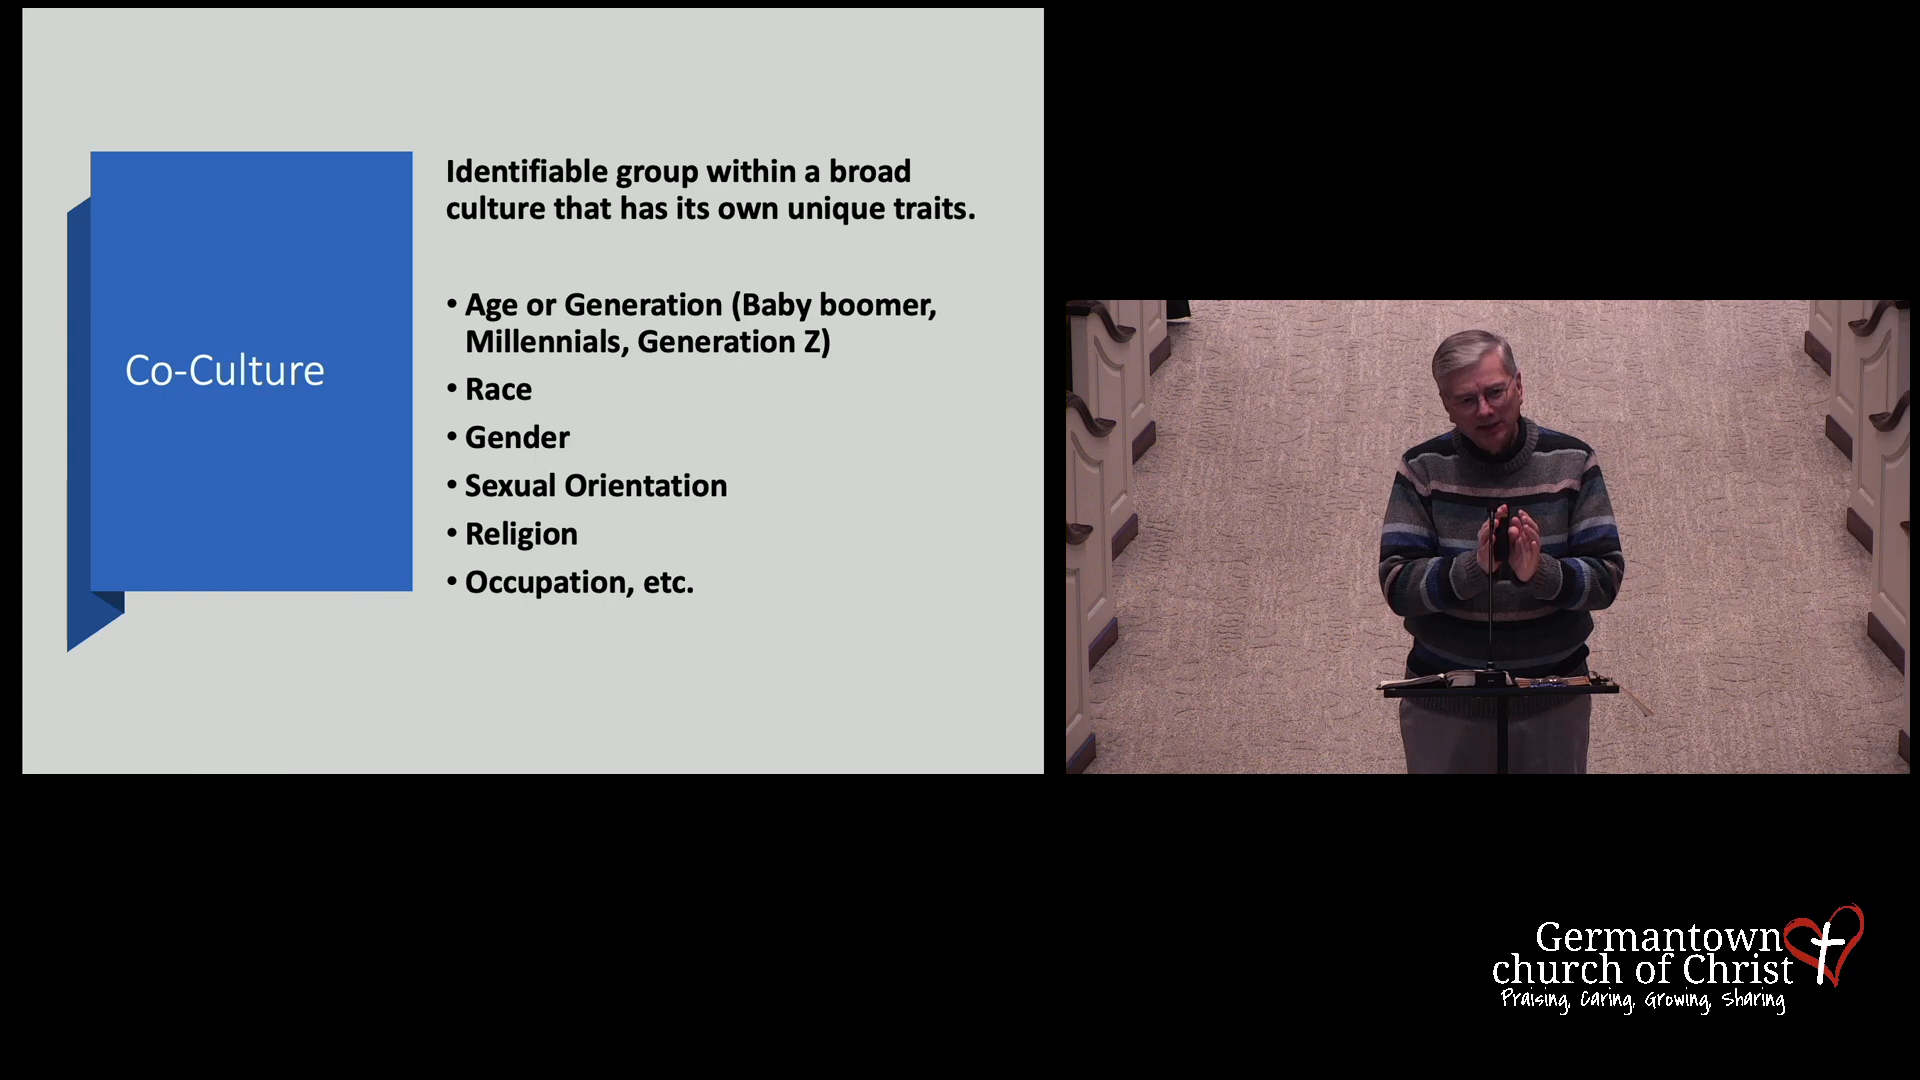 Co-Culture
Identifiable group within a broad
culture that has its own unique traits.
• Age or Generation (Baby boomer,
Millennials, Generation Z)
• Race
• Gender
• Sexual Orientation
• Religion
• Occupation, etc.
Germantown
church of Christ
Praising, Caring, Growing, Sharing